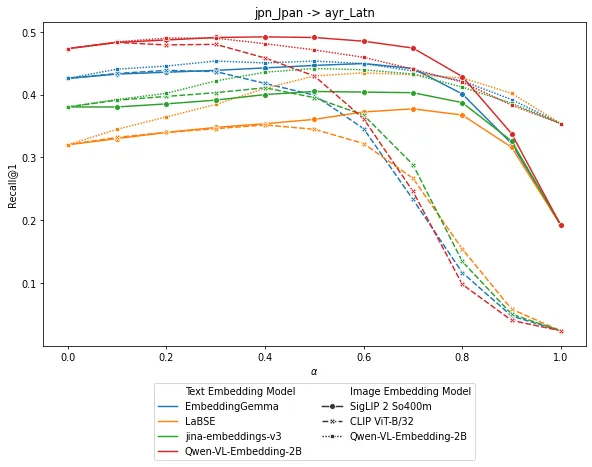 jpn_Jpan -> ayr_Latn
Recall@1
0.5
0.4
0.3
0.2
0.1
0.0 0.2 0.4 0.6 0.8 1.0
α
Text Embedding Model
EmbeddingGemma
LaBSE
jina-embeddings-v3
Qwen-VL-Embedding-2B
Image Embedding Model
SigLIP 2 So400m
CLIP ViT-B/32
Qwen-VL-Embedding-2B